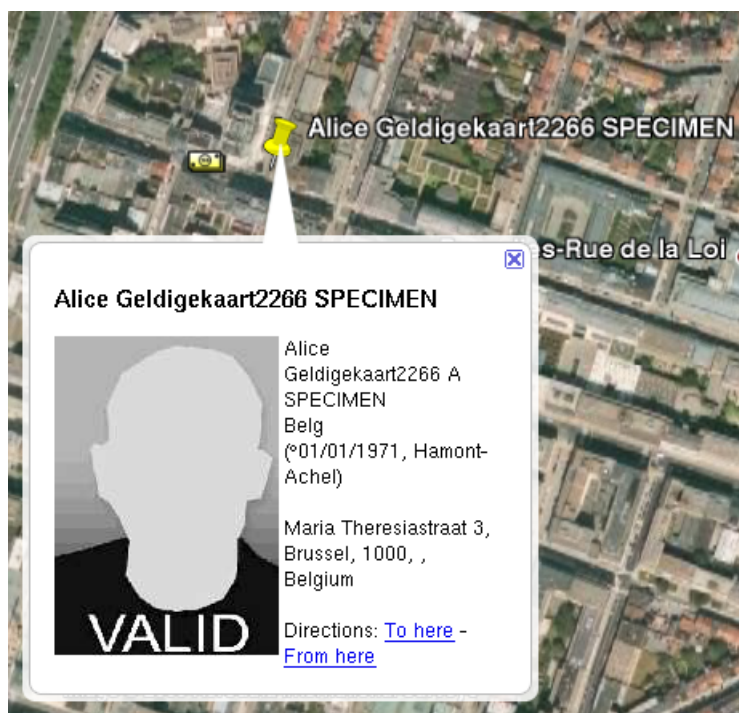 Alice Geldigekaart2266 SPECIMEN
s-Rue de la Loi
Alice Geldigekaart2266 SPECIMEN
Alice
Geldigekaart2266 A
SPECIMEN
Belg
(°01/01/1971, Hamont-
Achel)
Maria Theresiastraat 3,
Brussel, 1000, ,
Belgium
Directions: To here -
From here
VALID